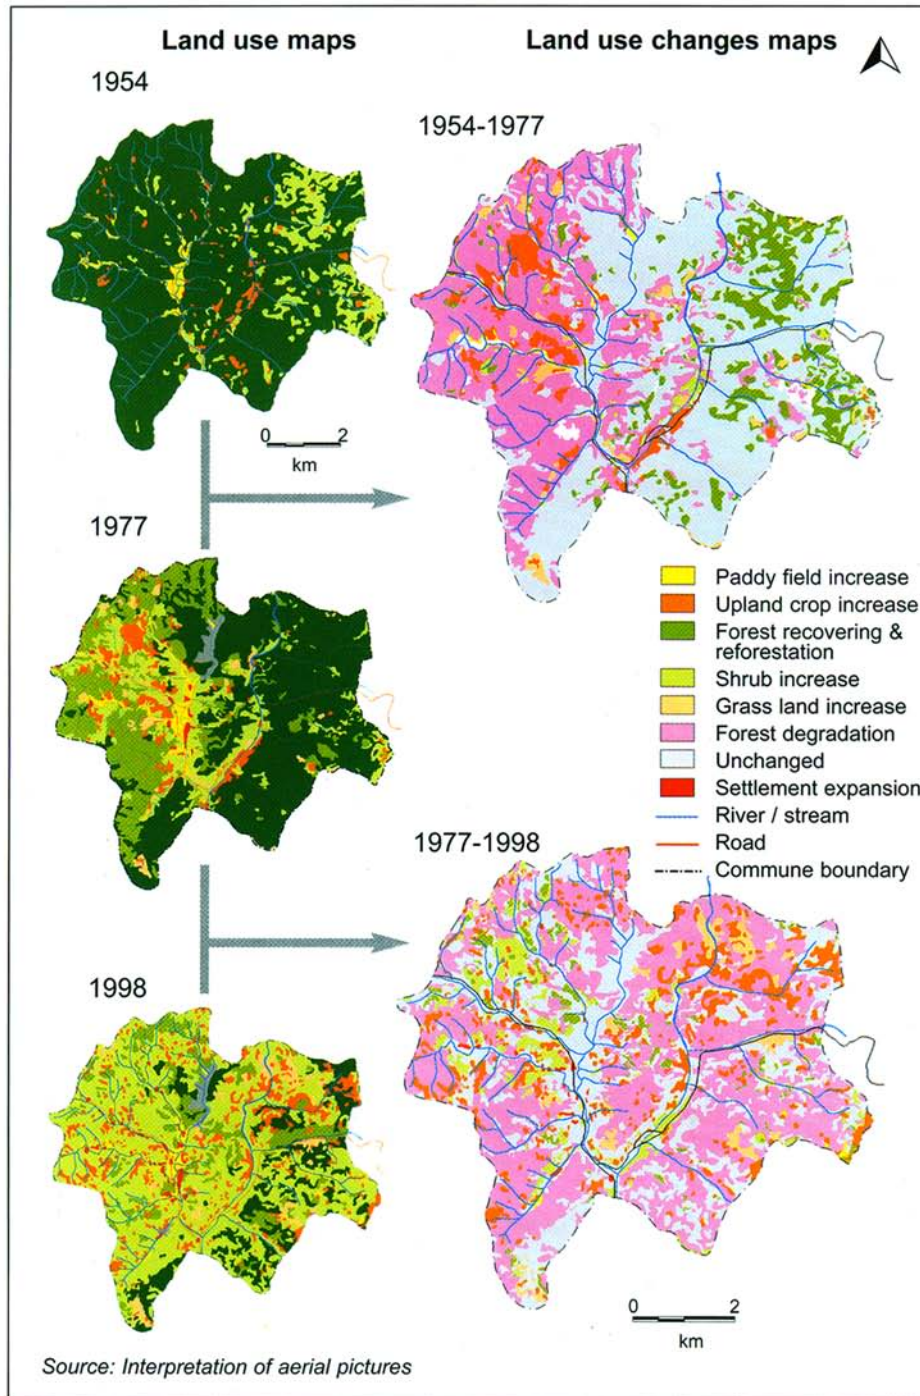 Land use maps
Land use changes maps
1954
1954-1977
0 2
km
1977
Paddy field increase
Upland crop increase
Forest recovering &
reforestation
Shrub increase
Grass land increase
Forest degradation
Unchanged
Settlement expansion
River / stream
Road
Commune boundary
1977-1998
1998
0 2
km
Source: Interpretation of aerial pictures